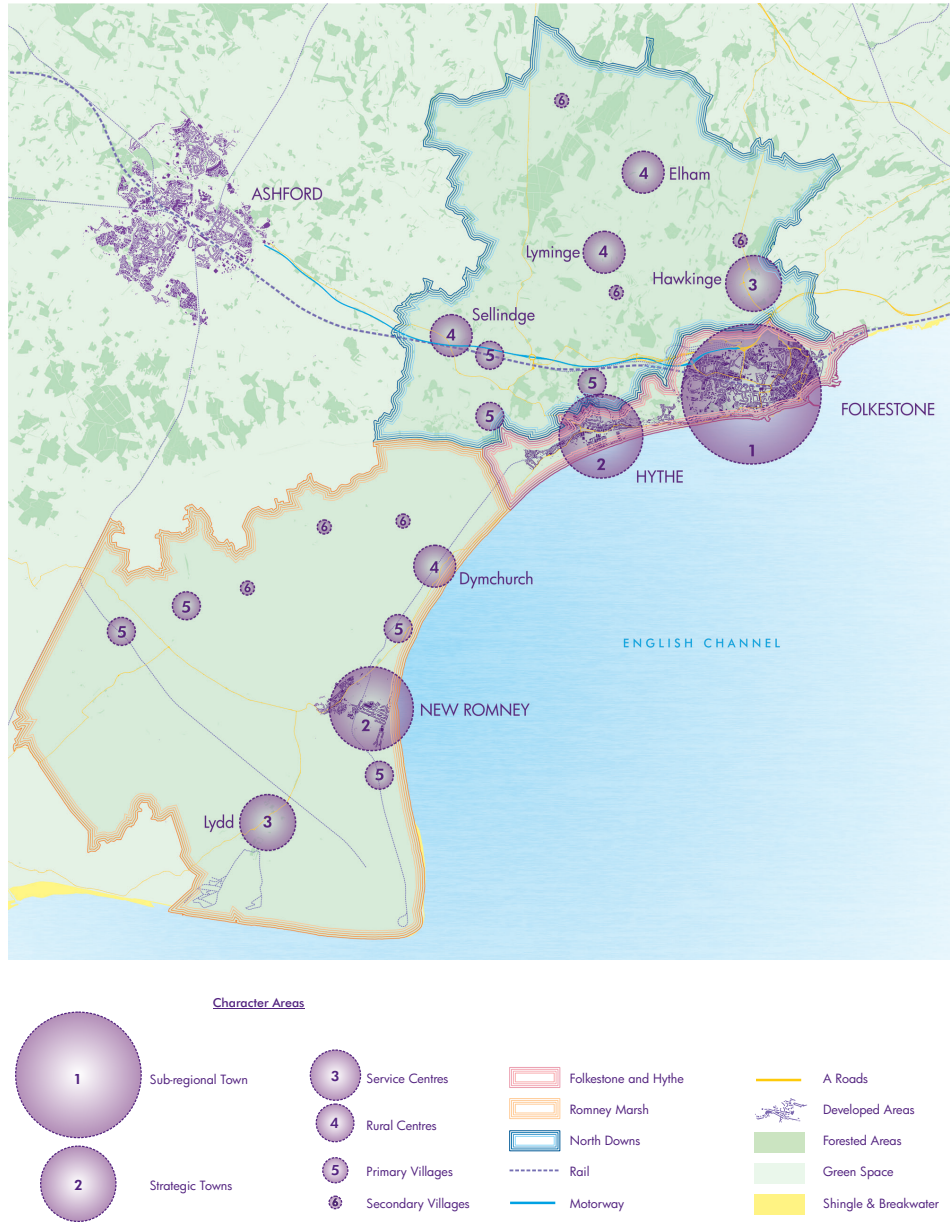 6
4 Elham
ASHFORD
6
Lyminge 4
Hawkinge 3
6
Sellindge
4
5
5
5
FOLKESTONE
1
2
HYTHE
6
6
4
Dymchurch
6
5
5
5
ENGLISH CHANNEL
NEW ROMNEY
2
5
Lydd 3
Character Areas
1 Sub-regional Town
2 Strategic Towns
3 Service Centres
4 Rural Centres
5 Primary Villages
6 Secondary Villages
Folkestone and Hythe
Romney Marsh
North Downs
Rail
Motorway
A Roads
Developed Areas
Forested Areas
Green Space
Shingle & Breakwater